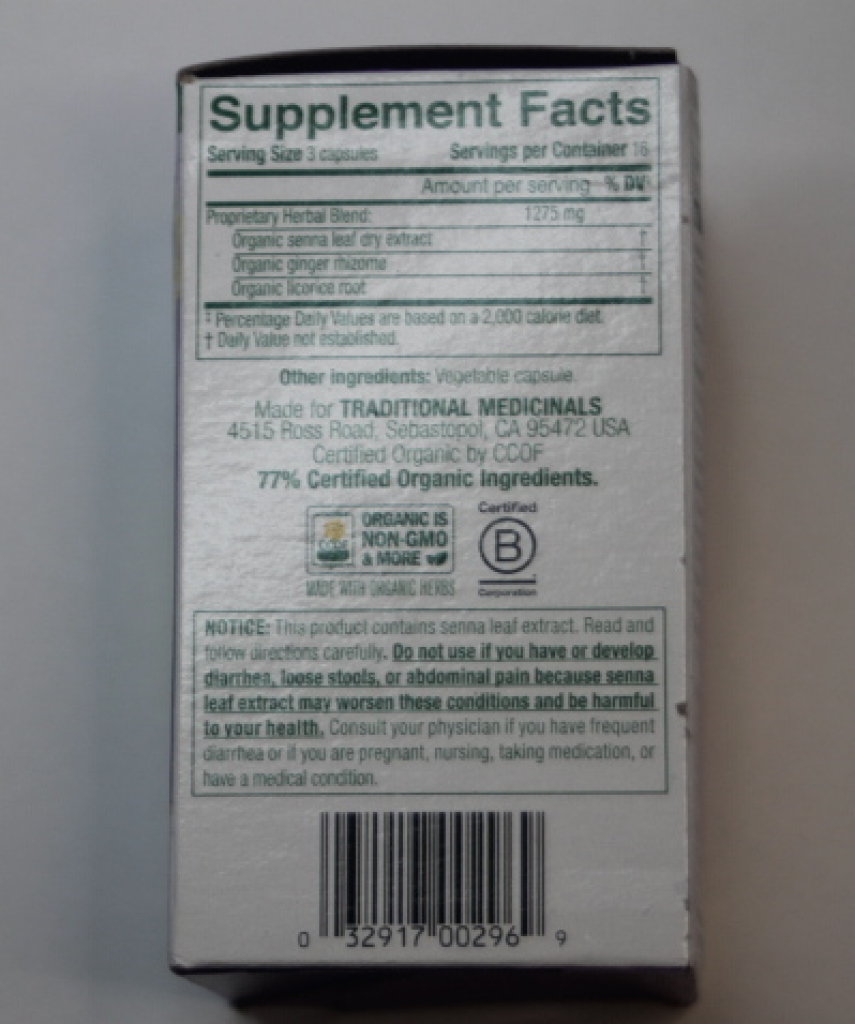 Supplement Facts
Serving Size 3 capsules Servings per Container 16
Amount per serving % DV‡
Proprietary Herbal Blend: 1275 mg
Organic senna leaf dry extract †
Organic ginger rhizome †
Organic licorice root †
‡ Percentage Daily Values are based on a 2,000 calorie diet.
† Daily Value not established.
Other ingredients: Vegetable capsule.
Made for TRADITIONAL MEDICINALS
4515 Ross Road, Sebastopol, CA 95472 USA
Certified Organic by CCOF
77% Certified Organic Ingredients.
CCOF
ORGANIC IS
NON-GMO
& MORE
MADE WITH ORGANIC HERBS
Certified
B
Corporation
NOTICE: This product contains senna leaf extract. Read and
follow directions carefully. Do not use if you have or develop
diarrhea, loose stools, or abdominal pain because senna
leaf extract may worsen these conditions and be harmful
to your health. Consult your physician if you have frequent
diarrhea or if you are pregnant, nursing, taking medication, or
have a medical condition.
0 32917 00296 9